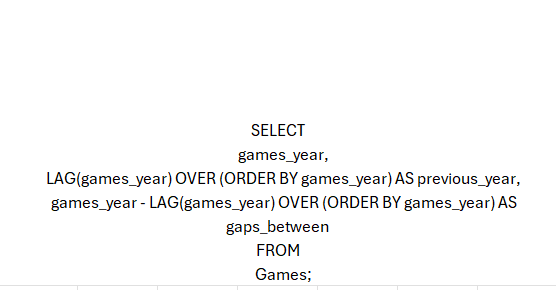 SELECT
games_year,
LAG(games_year) OVER (ORDER BY games_year) AS previous_year,
games_year - LAG(games_year) OVER (ORDER BY games_year) AS
gaps_between
FROM
Games;